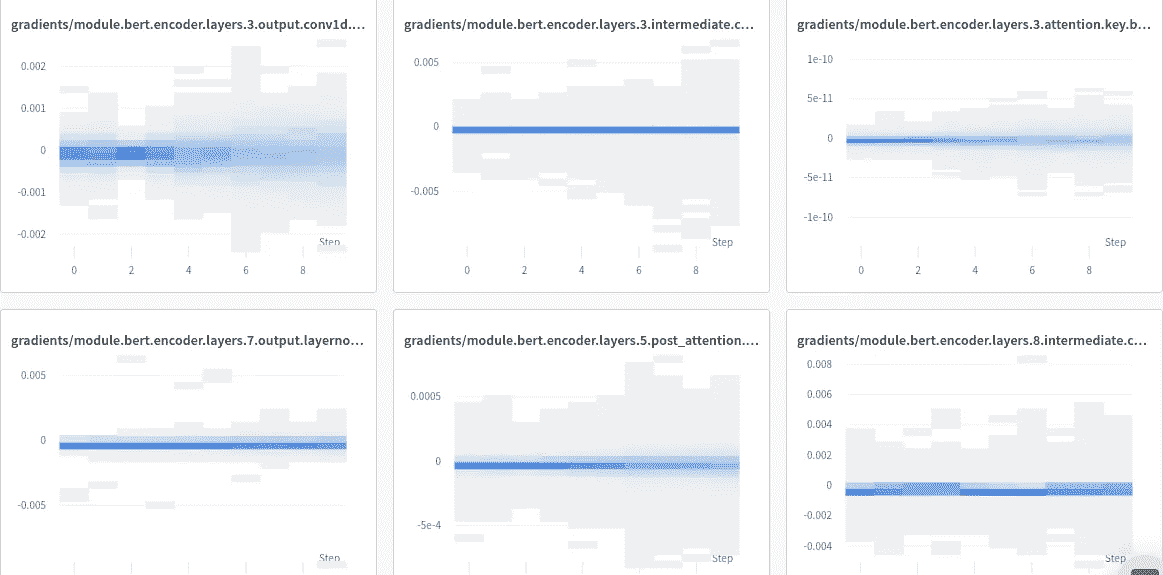 gradients/module.bert.encoder.layers.3.output.conv1d....
0.002
0.001
0
-0.001
-0.002
Step
0 2 4 6 8
gradients/module.bert.encoder.layers.3.intermediate.c...
0.005
0
-0.005
Step
0 2 4 6 8
gradients/module.bert.encoder.layers.3.attention.key.b...
1e-10
5e-11
0
-5e-11
-1e-10
Step
0 2 4 6 8
gradients/module.bert.encoder.layers.7.output.layerno...
0.005
0
-0.005
Step
gradients/module.bert.encoder.layers.5.post_attention....
0.0005
0
-5e-4
Step
gradients/module.bert.encoder.layers.8.intermediate.c...
0.008
0.006
0.004
0.002
0
-0.002
-0.004
Step